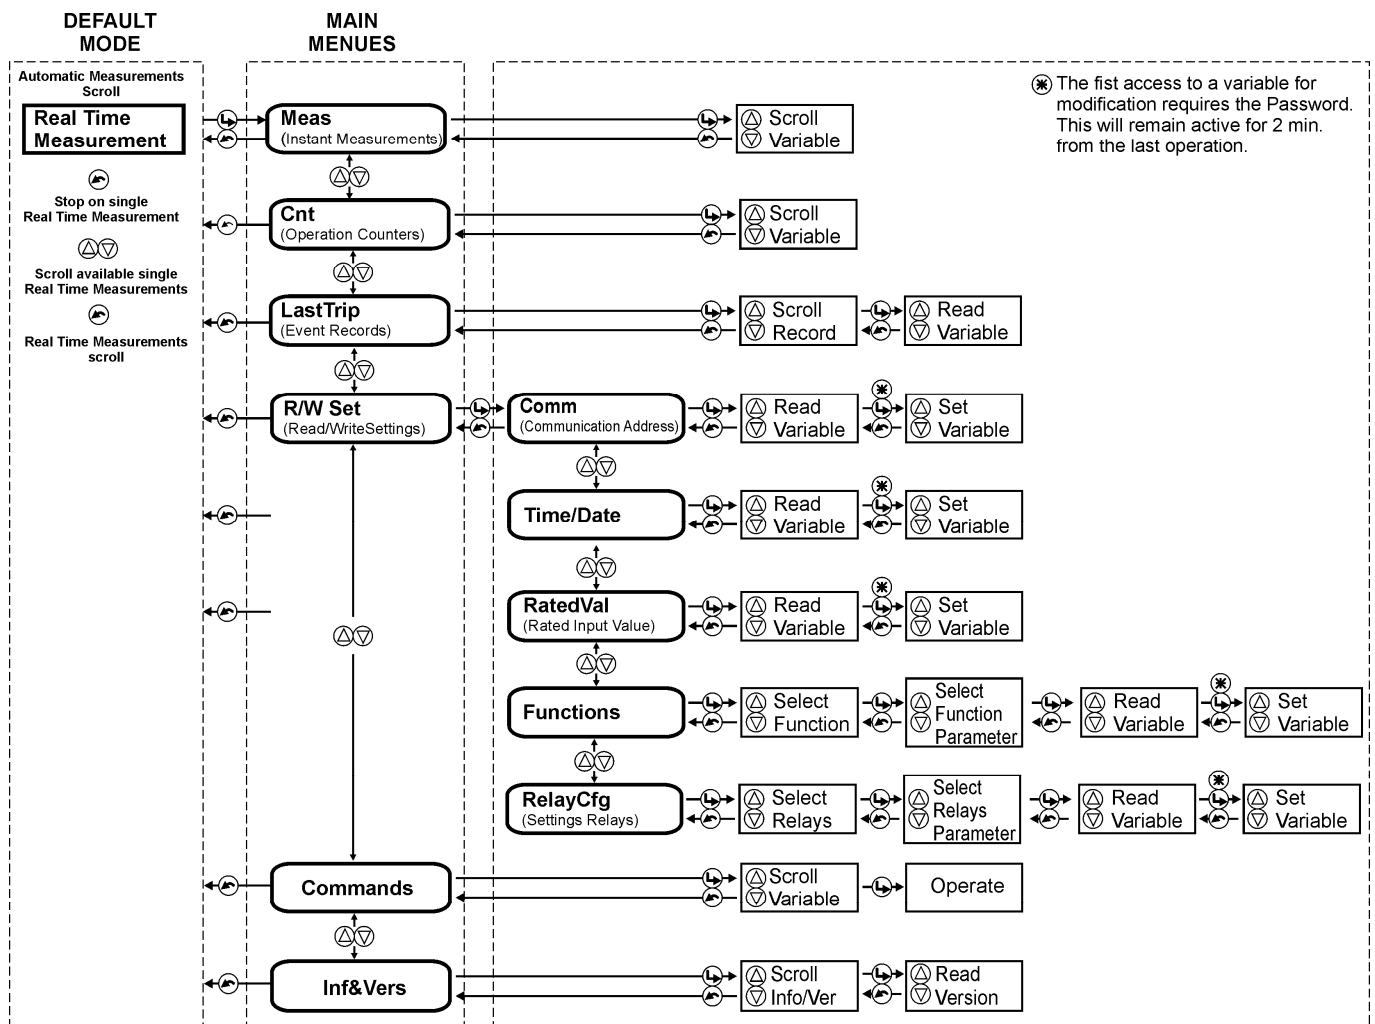 DEFAULT
MODE
MAIN
MENUES
Automatic Measurements
Scroll
Real Time
Measurement
Stop on single
Real Time Measurement
Scroll available single
Real Time Measurements
Real Time Measurements
scroll
Meas
(Instant Measurements)
Scroll
Variable
The fist access to a variable for
modification requires the Password.
This will remain active for 2 min.
from the last operation.
Cnt
(Operation Counters)
Scroll
Variable
LastTrip
(Event Records)
Scroll
Record
Read
Variable
R/W Set
(Read/WriteSettings)
Comm
(Communication Address)
Read
Variable
Set
Variable
Time/Date
Read
Variable
Set
Variable
RatedVal
(Rated Input Value)
Read
Variable
Set
Variable
Functions
Select
Function
Select
Function
Parameter
Read
Variable
Set
Variable
RelayCfg
(Settings Relays)
Select
Relays
Select
Relays
Parameter
Read
Variable
Set
Variable
Commands
Scroll
Variable
Operate
Inf&Vers
Scroll
Info/Ver
Read
Version